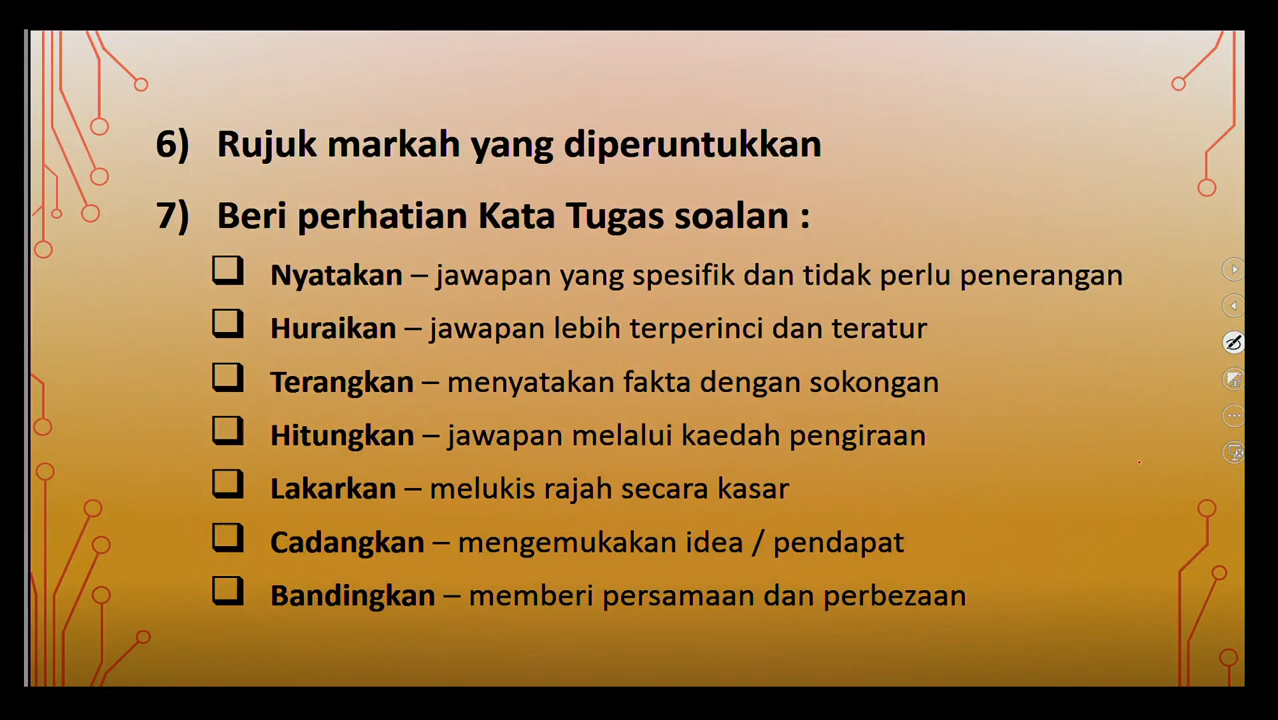 6) Rujuk markah yang diperuntukkan
7) Beri perhatian Kata Tugas soalan :
❑ Nyatakan – jawapan yang spesifik dan tidak perlu penerangan
❑ Huraikan – jawapan lebih terperinci dan teratur
❑ Terangkan – menyatakan fakta dengan sokongan
❑ Hitungkan – jawapan melalui kaedah pengiraan
❑ Lakarkan – melukis rajah secara kasar
❑ Cadangkan – mengemukakan idea / pendapat
❑ Bandingkan – memberi persamaan dan perbezaan